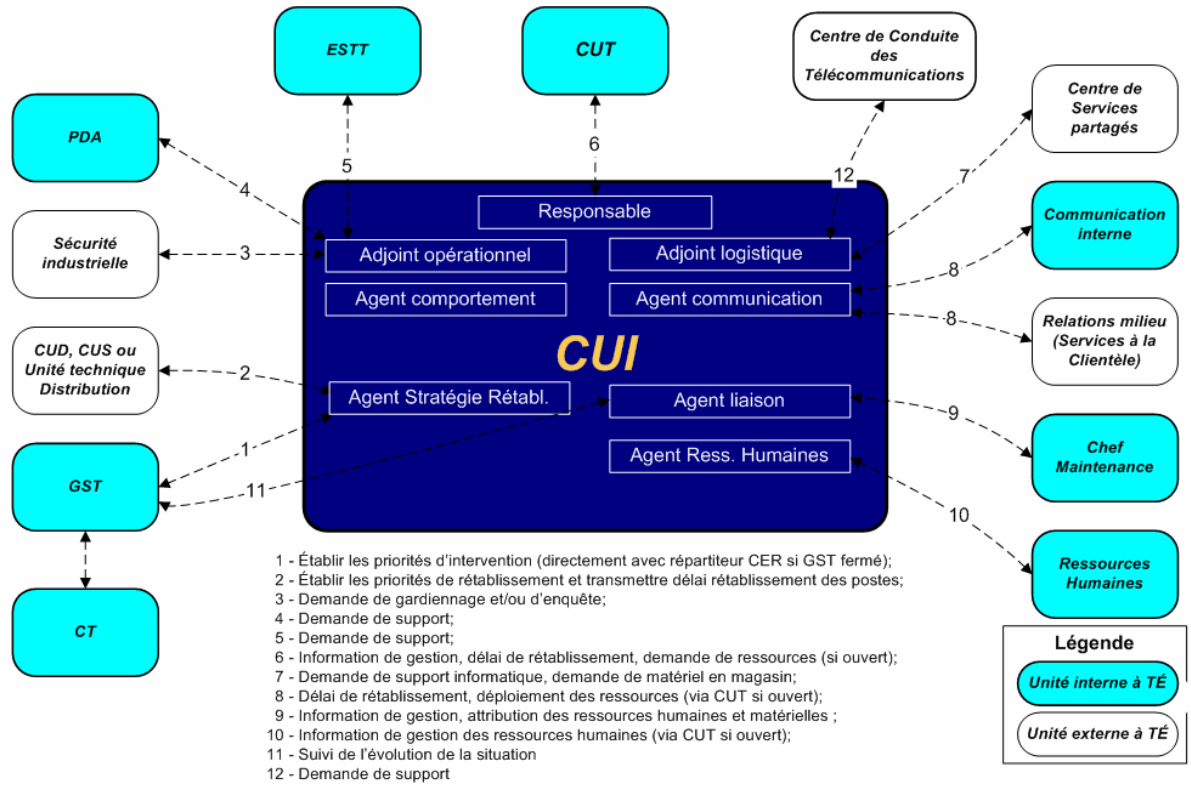 ESTT
CUT
Centre de Conduite
des
Télécommunications
Centre de
Services
partagés
PDA
4
5
6
12
7
Responsable
Communication
interne
Sécurité
industrielle
3
Adjoint opérationnel
Adjoint logistique
8
Agent comportement
Agent communication
8
Relations milieu
(Services à la
Clientèle)
CUD, CUS ou
Unité technique
Distribution
2
CUI
Agent Stratégie Rétabl.
Agent liaison
9
Chef
Maintenance
1
Agent Ress. Humaines
GST
11
10
Ressources
Humaines
CT
1 - Établir les priorités d'intervention (directement avec répartiteur CER si GST fermé);
2 - Établir les priorités de rétablissement et transmettre délai rétablissement des postes;
3 - Demande de gardiennage et/ou d'enquête;
4 - Demande de support;
5 - Demande de support;
6 - Information de gestion, délai de rétablissement, demande de ressources (si ouvert);
7 - Demande de support informatique, demande de matériel en magasin;
8 - Délai de rétablissement, déploiement des ressources (via CUT si ouvert);
9 - Information de gestion, attribution des ressources humaines et matérielles ;
10 - Information de gestion des ressources humaines (via CUT si ouvert);
11 - Suivi de l'évolution de la situation
12 - Demande de support
Légende
Unité interne à TÉ
Unité externe à TÉ